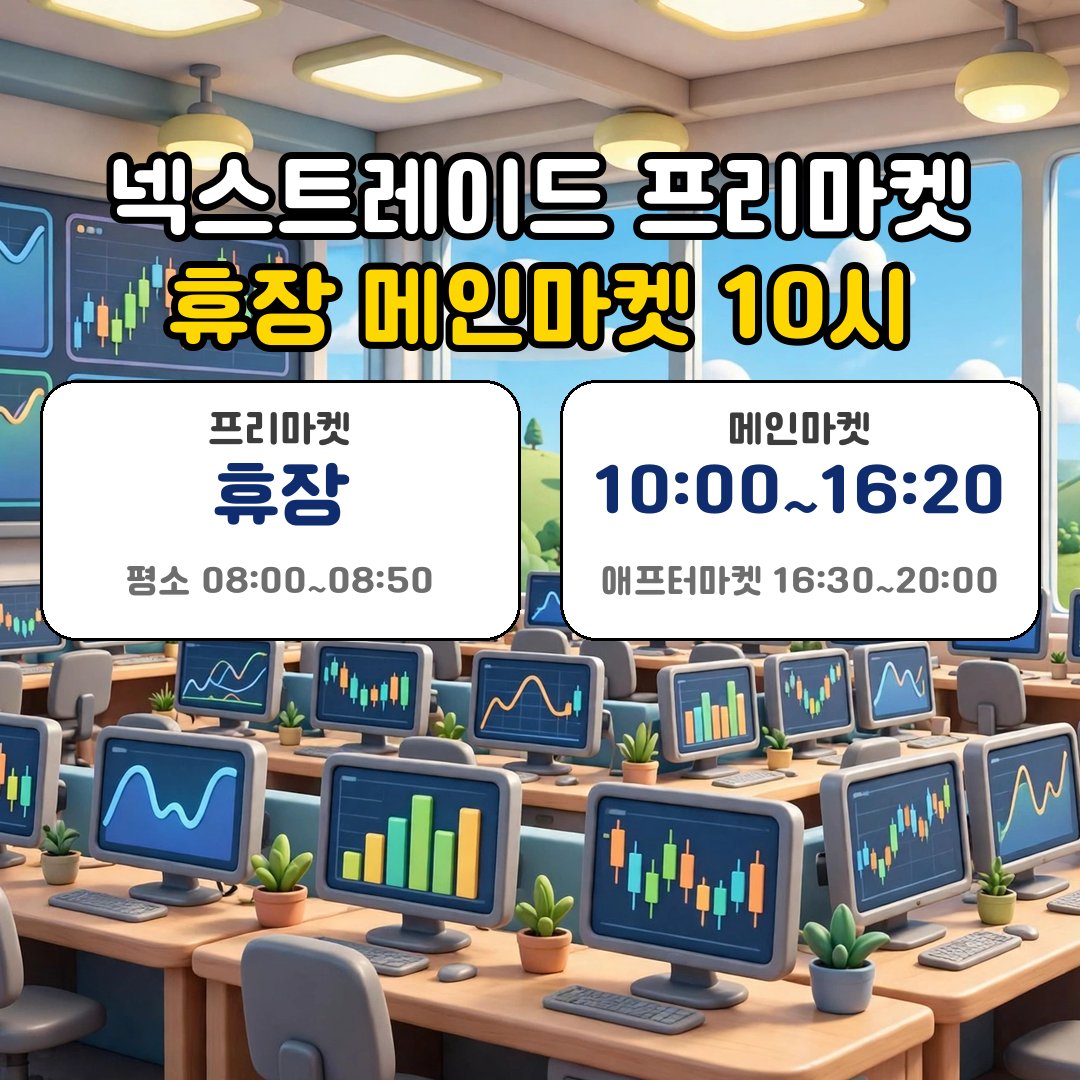 넥스트레이드 프리마켓
휴장 메인마켓 10시
프리마켓
휴장
평소 08:00~08:50
메인마켓
10:00~16:20
애프터마켓 16:30~20:00